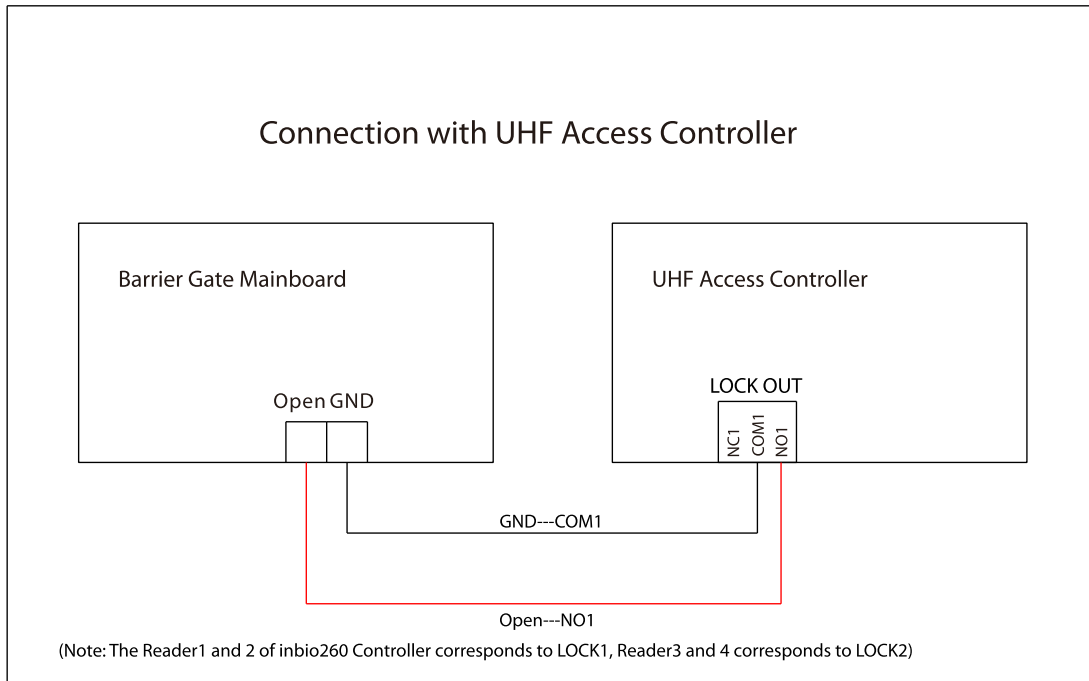 Connection with UHF Access Controller
Barrier Gate Mainboard
UHF Access Controller
Open GND
LOCK OUT
NC1
COM1
NO1
GND---COM1
Open---NO1
(Note: The Reader1 and 2 of inbio260 Controller corresponds to LOCK1, Reader3 and 4 corresponds to LOCK2)